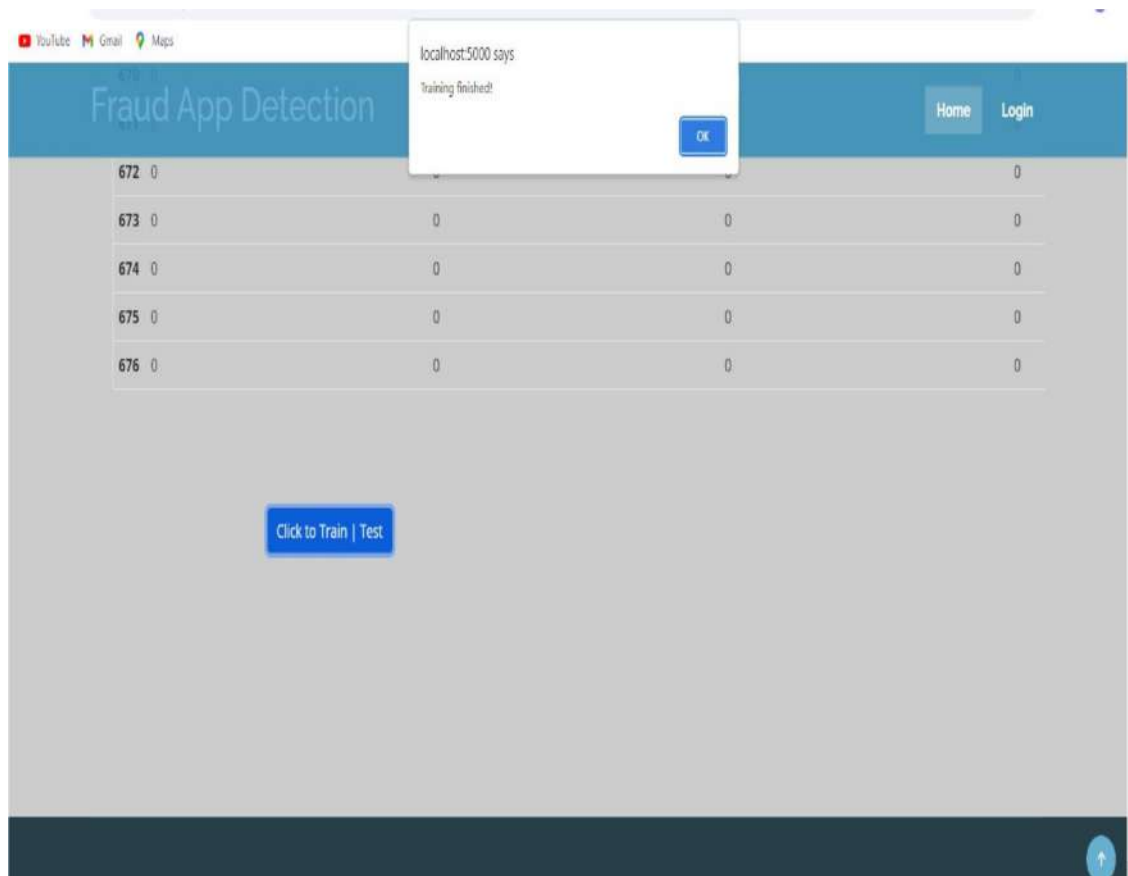 YouTube Gmail Maps
localhost:5000 says
Training finished!
OK
Fraud App Detection
Home Login
672 0 0
673 0 0 0 0
674 0 0 0 0
675 0 0 0 0
676 0 0 0 0
Click to Train | Test